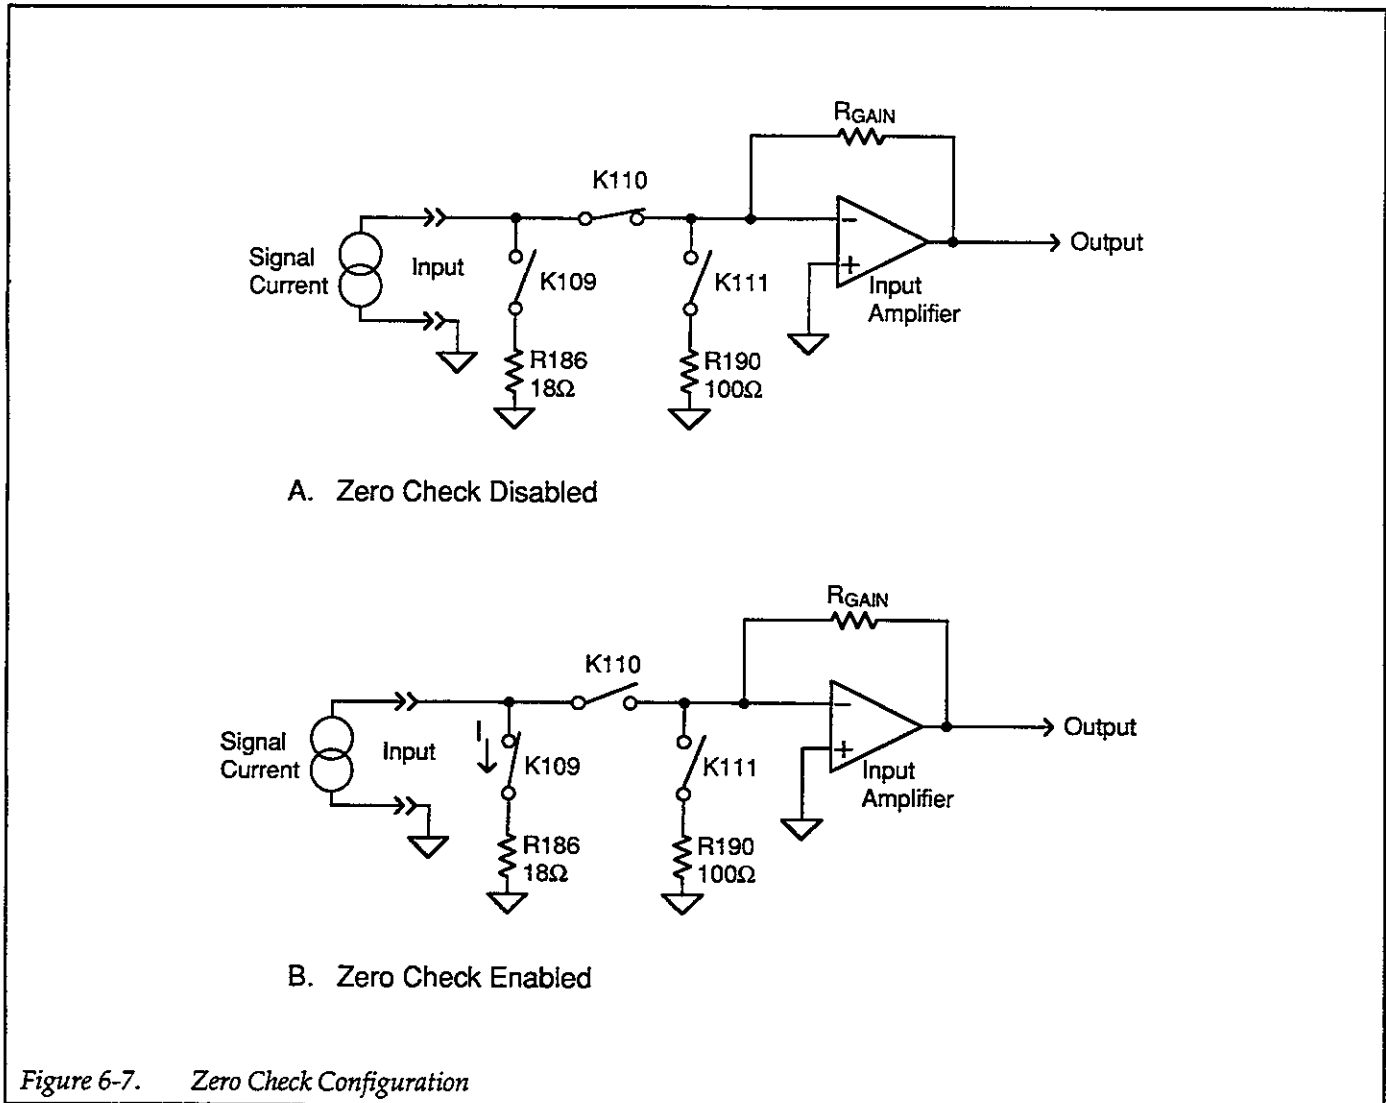 RGAIN
K110
Signal
Current
Input
K109
K111
−
+
Input
Amplifier
Output
R186
18Ω
R190
100Ω
A. Zero Check Disabled
RGAIN
K110
Signal
Current
Input
I
K109
K111
−
+
Input
Amplifier
Output
R186
18Ω
R190
100Ω
B. Zero Check Enabled
Figure 6-7. Zero Check Configuration